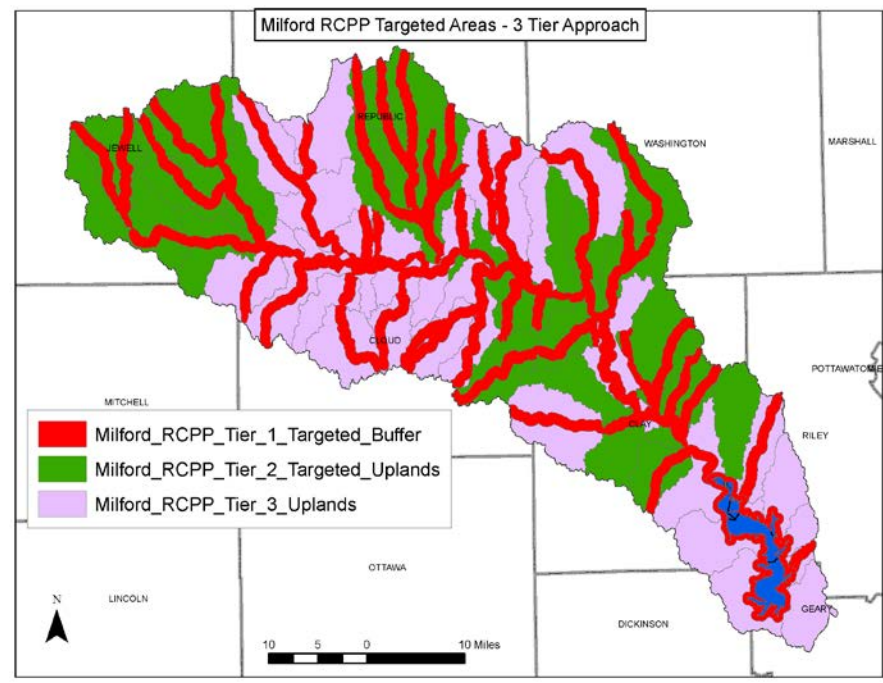 Milford RCPP Targeted Areas - 3 Tier Approach
REPUBLIC
WASHINGTON
MARSHALL
JEWELL
CLOUD
POTTAWATOMIE
MITCHELL
CLAY
RILEY
Milford_RCPP_Tier_1_Targeted_Buffer
Milford_RCPP_Tier_2_Targeted_Uplands
Milford_RCPP_Tier_3_Uplands
OTTAWA
LINCOLN
N
GEARY
DICKINSON
10 5 0 10 Miles